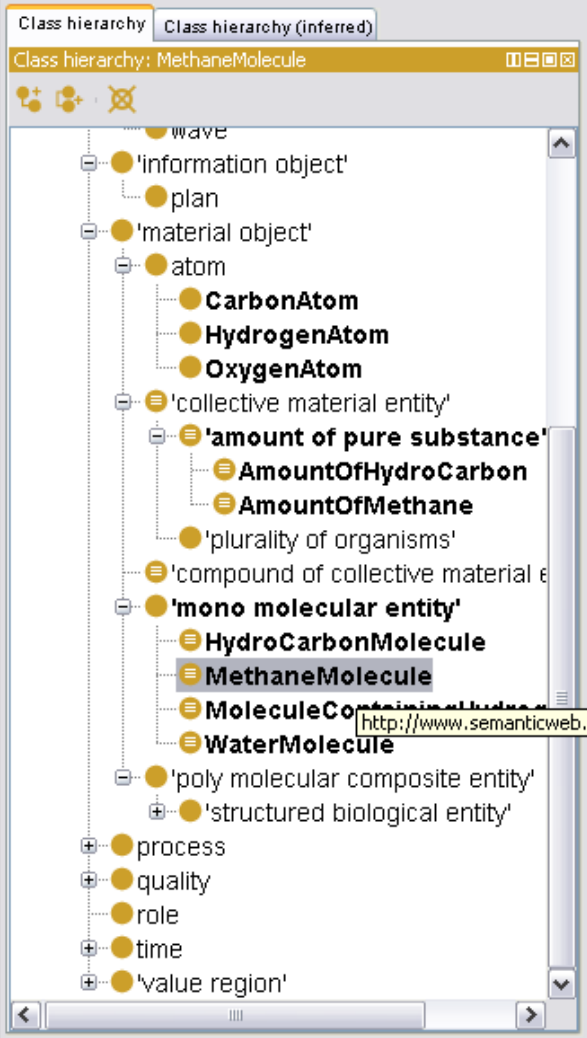 Class hierarchy Class hierarchy (inferred)
Class hierarchy: MethaneMolecule
wave
'information object'
plan
'material object'
atom
CarbonAtom
HydrogenAtom
OxygenAtom
'collective material entity'
'amount of pure substance'
AmountOfHydroCarbon
AmountOfMethane
'plurality of organisms'
'compound of collective material e
'mono molecular entity'
HydroCarbonMolecule
MethaneMolecule
http://www.semanticweb.
WaterMolecule
'poly molecular composite entity'
'structured biological entity'
process
quality
role
time
'value region'